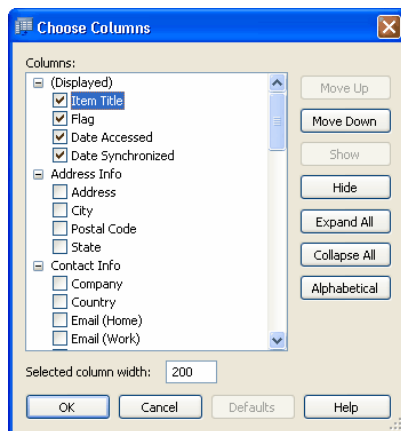 Choose Columns
Columns:
(Displayed)
Item Title
Flag
Date Accessed
Date Synchronized
Address Info
Address
City
Postal Code
State
Contact Info
Company
Country
Email (Home)
Email (Work)
Move Up
Move Down
Show
Hide
Expand All
Collapse All
Alphabetical
Selected column width: 200
OK Cancel Defaults Help